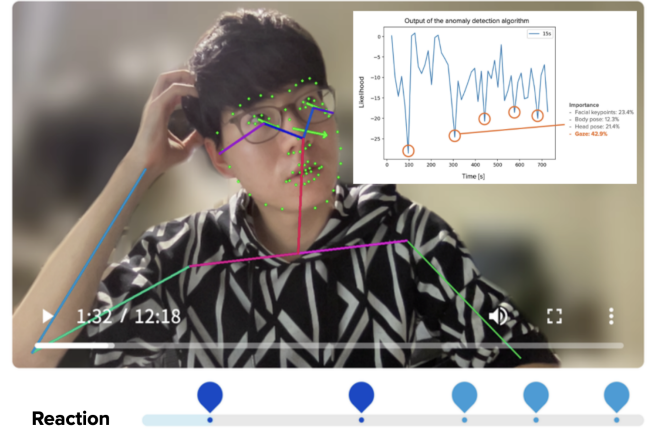 Output of the anomaly detection algorithm
15s
0
−5
−10
−15
−20
−25
Likelihood
0 100 200 300 400 500 600 700
Time [s]
Importance
- Facial keypoints: 23.4%
- Body pose: 12.3%
- Head pose: 21.4%
- Gaze: 42.9%
1:32 / 12:18
Reaction